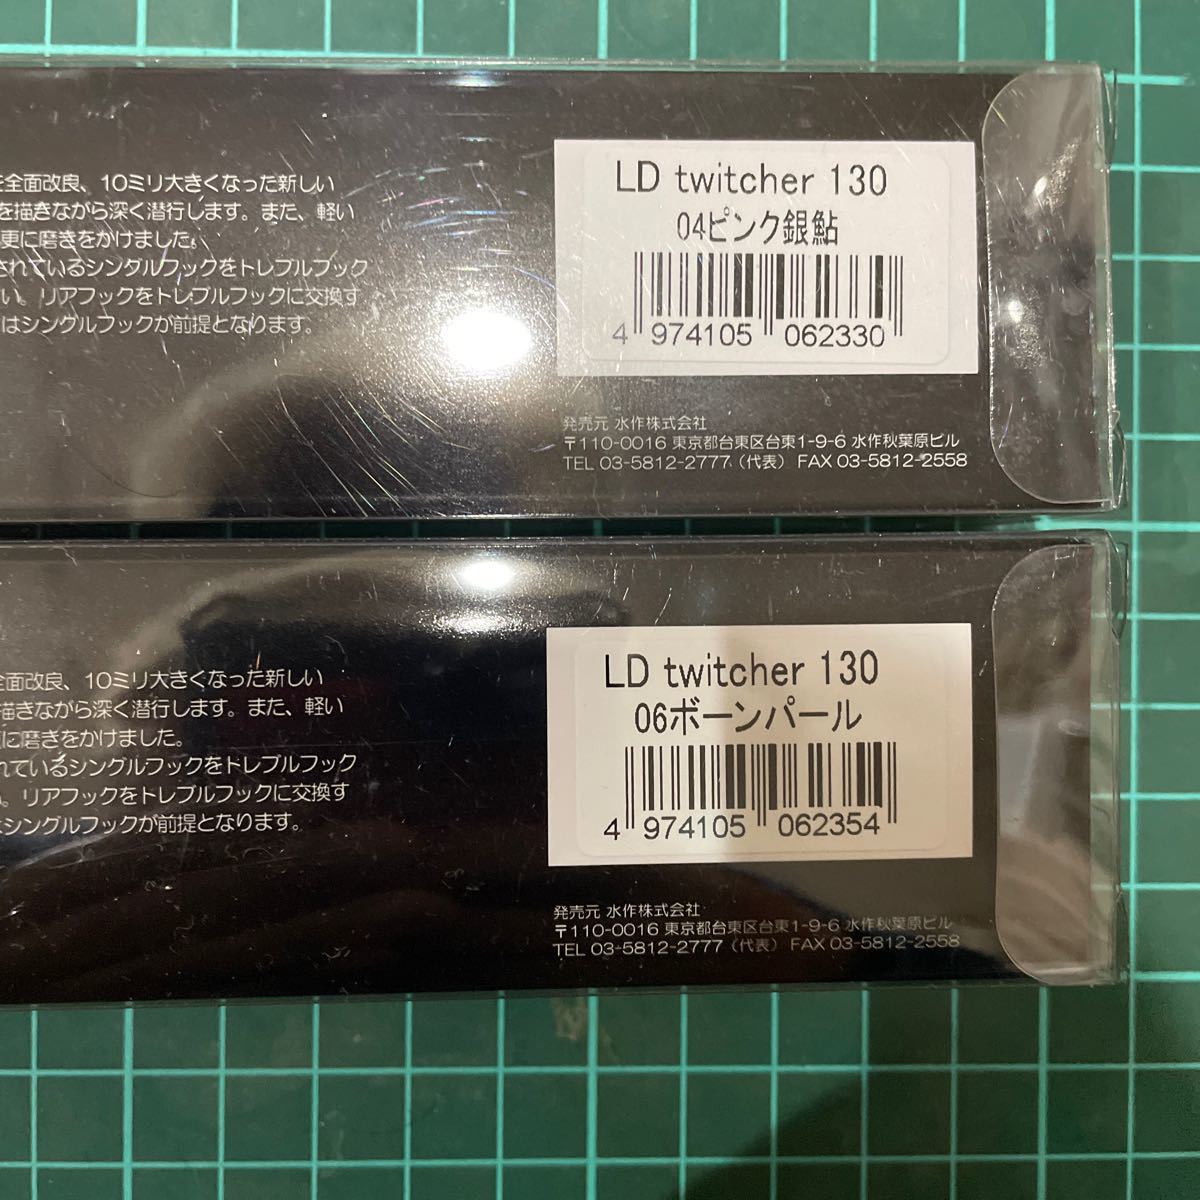 を全面改良、10ミリ大きくなった新しい
を描きながら深く潜行します。また、軽い
更に磨きをかけました。
されているシングルフックをトレブルフック
い。リアフックをトレブルフックに交換す
はシングルフックが前提となります。
LD twitcher 130
04ピンク銀鮎
4 974105 062330
発売元 水作株式会社
〒110-0016 東京都台東区台東1-9-6 水作秋葉原ビル
TEL 03-5812-2777（代表） FAX 03-5812-2558
全面改良、10ミリ大きくなった新しい
描きながら深く潜行します。また、軽い
に磨きをかけました。
れているシングルフックをトレブルフック
。リアフックをトレブルフックに交換す
シングルフックが前提となります。
LD twitcher 130
06ボーンパール
4 974105 062354
発売元 水作株式会社
〒110-0016 東京都台東区台東1-9-6 水作秋葉原ビル
TEL 03-5812-2777（代表） FAX 03-5812-2558